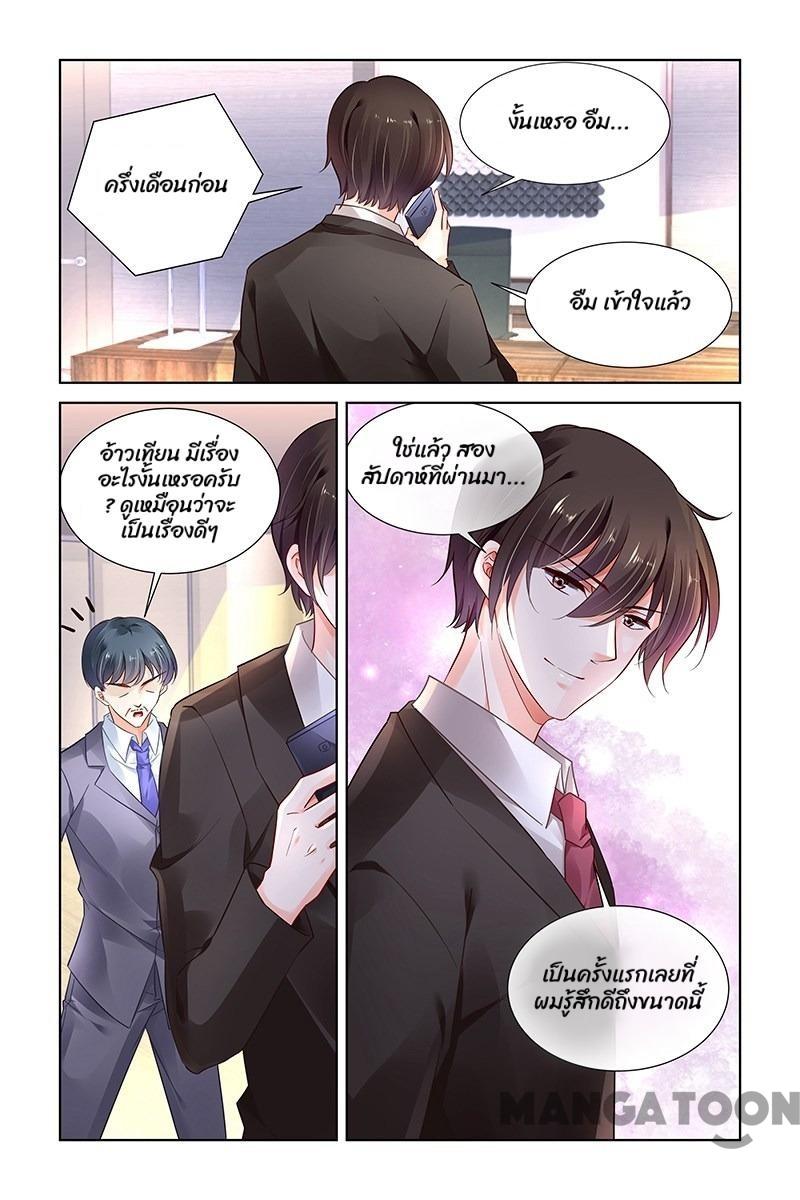 ครึ่งเดือนก่อน
งั้นเหรอ อืม...
อืม เข้าใจแล้ว
อ้าวเทียน มีเรื่อง
อะไรงั้นเหรอครับ
? ดูเหมือนว่าจะ
เป็นเรื่องดีๆ
ใช่แล้ว สอง
สัปดาห์ที่ผ่านมา...
เป็นครั้งแรกเลยที่
ผมรู้สึกดีถึงขนาดนี้
MANGATOON